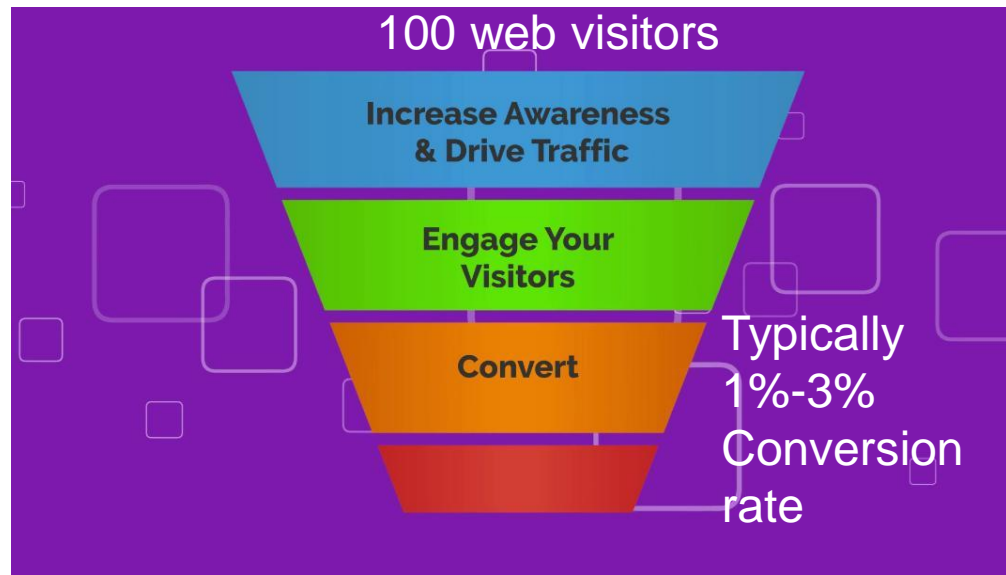 100 web visitors
Increase Awareness
& Drive Traffic
Engage Your
Visitors
Convert
Typically
1%-3%
Conversion
rate